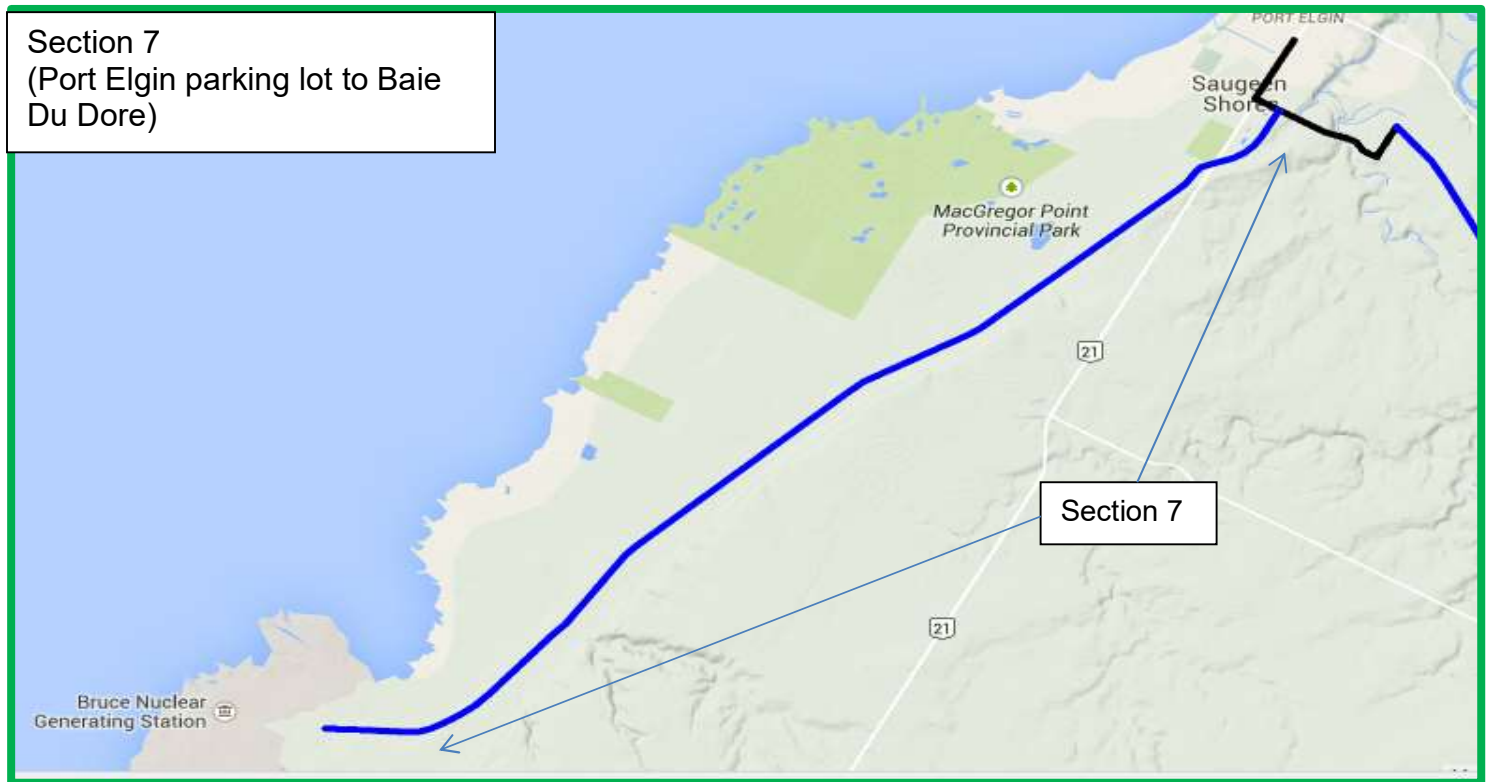 Section 7
(Port Elgin parking lot to Baie
Du Dore)
PORT ELGIN
Saugeen
Shores
MacGregor Point
Provincial Park
21
Section 7
21
Bruce Nuclear
Generating Station